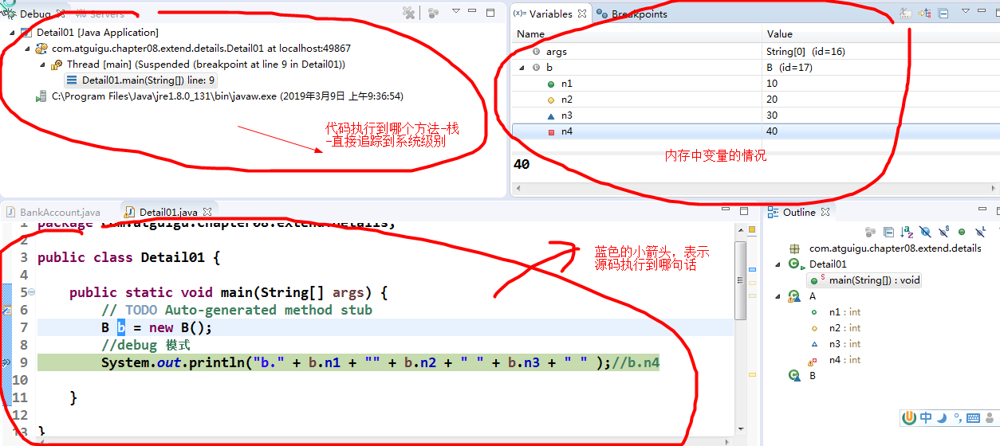 Debug Servers
Detail01 [Java Application]
com.atguigu.chapter08.extend.details.Detail01 at localhost:49867
Thread [main] (Suspended (breakpoint at line 9 in Detail01))
Detail01.main(String[]) line: 9
C:\Program Files\Java\jre1.8.0_131\bin\javaw.exe (2019年3月9日 上午9:36:54)
代码执行到哪个方法-栈
-直接追踪到系统级别
(x)= Variables Breakpoints
Name Value
args String[0] (id=16)
b B (id=17)
n1 10
n2 20
n3 30
n4 40
内存中变量的情况
40
BankAccount.java Detail01.java
1 package com.atguigu.chapter08.extend.details;
2
3 public class Detail01 {
4
5 public static void main(String[] args) {
6 // TODO Auto-generated method stub
7 B b = new B();
8 //debug 模式
9 System.out.println("b." + b.n1 + "" + b.n2 + " " + b.n3 + " " );//b.n4
10
11 }
12
13 }
蓝色的小箭头，表示
源码执行到哪句话
Outline
com.atguigu.chapter08.extend.details
Detail01
main(String[]) : void
A
n1 : int
n2 : int
n3 : int
n4 : int
B
中